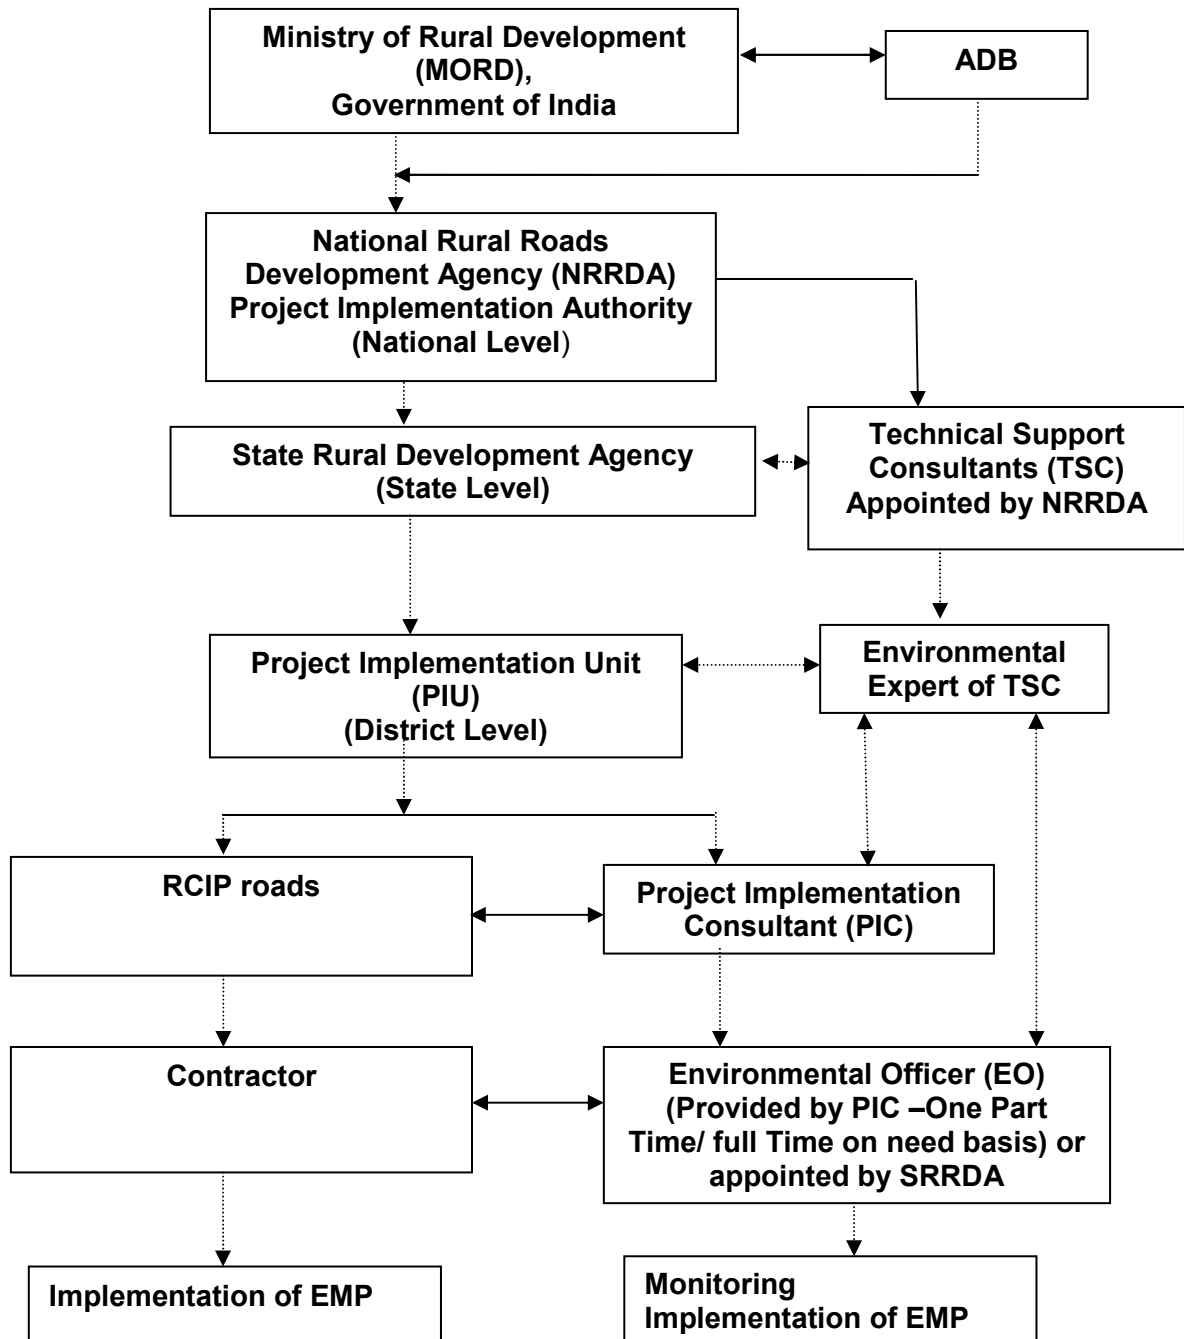 Ministry of Rural Development
(MORD),
Government of India
ADB
National Rural Roads
Development Agency (NRRDA)
Project Implementation Authority
(National Level)
State Rural Development Agency
(State Level)
Technical Support
Consultants (TSC)
Appointed by NRRDA
Project Implementation Unit
(PIU)
(District Level)
Environmental
Expert of TSC
RCIP roads
Project Implementation
Consultant (PIC)
Contractor
Environmental Officer (EO)
(Provided by PIC –One Part
Time/ full Time on need basis) or
appointed by SRRDA
Implementation of EMP
Monitoring
Implementation of EMP